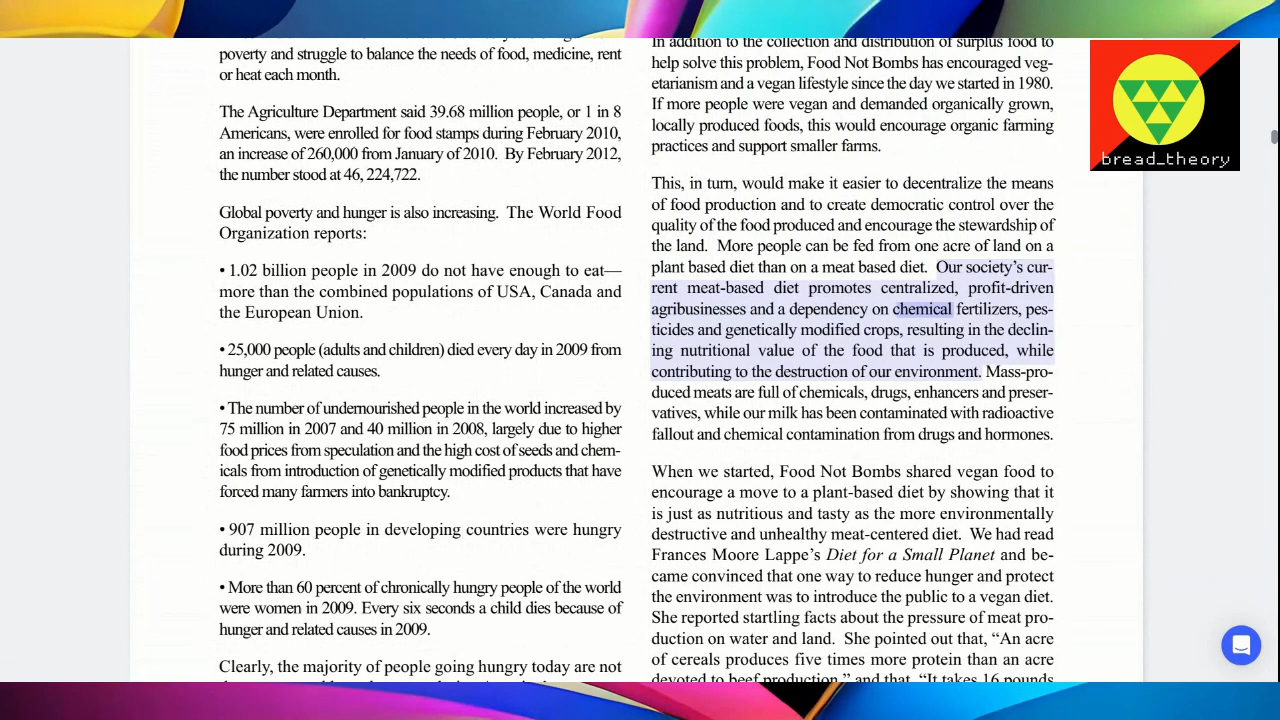 poverty and struggle to balance the needs of food, medicine, rent
or heat each month.
The Agriculture Department said 39.68 million people, or 1 in 8
Americans, were enrolled for food stamps during February 2010,
an increase of 260,000 from January of 2010.  By February 2012,
the number stood at 46, 224,722.
Global poverty and hunger is also increasing.  The World Food
Organization reports:
• 1.02 billion people in 2009 do not have enough to eat—
more than the combined populations of USA, Canada and
the European Union.
• 25,000 people (adults and children) died every day in 2009 from
hunger and related causes.
• The number of undernourished people in the world increased by
75 million in 2007 and 40 million in 2008, largely due to higher
food prices from speculation and the high cost of seeds and chem-
icals from introduction of genetically modified products that have
forced many farmers into bankruptcy.
• 907 million people in developing countries were hungry
during 2009.
• More than 60 percent of chronically hungry people of the world
were women in 2009. Every six seconds a child dies because of
hunger and related causes in 2009.
Clearly, the majority of people going hungry today are not
In addition to the collection and distribution of surplus food to
help solve this problem, Food Not Bombs has encouraged veg-
etarianism and a vegan lifestyle since the day we started in 1980.
If more people were vegan and demanded organically grown,
locally produced foods, this would encourage organic farming
practices and support smaller farms.
This, in turn, would make it easier to decentralize the means
of food production and to create democratic control over the
quality of the food produced and encourage the stewardship of
the land.  More people can be fed from one acre of land on a
plant based diet than on a meat based diet.  Our society’s cur-
rent meat-based diet promotes centralized, profit-driven
agribusinesses and a dependency on chemical fertilizers, pes-
ticides and genetically modified crops, resulting in the declin-
ing nutritional value of the food that is produced, while
contributing to the destruction of our environment. Mass-pro-
duced meats are full of chemicals, drugs, enhancers and preser-
vatives, while our milk has been contaminated with radioactive
fallout and chemical contamination from drugs and hormones.
When we started, Food Not Bombs shared vegan food to
encourage a move to a plant-based diet by showing that it
is just as nutritious and tasty as the more environmentally
destructive and unhealthy meat-centered diet.  We had read
Frances Moore Lappe’s Diet for a Small Planet and be-
came convinced that one way to reduce hunger and protect
the environment was to introduce the public to a vegan diet.
She reported startling facts about the pressure of meat pro-
duction on water and land.  She pointed out that, “An acre
of cereals produces five times more protein than an acre
devoted to beef production,” and that, “It takes 16 pounds
bread_theory